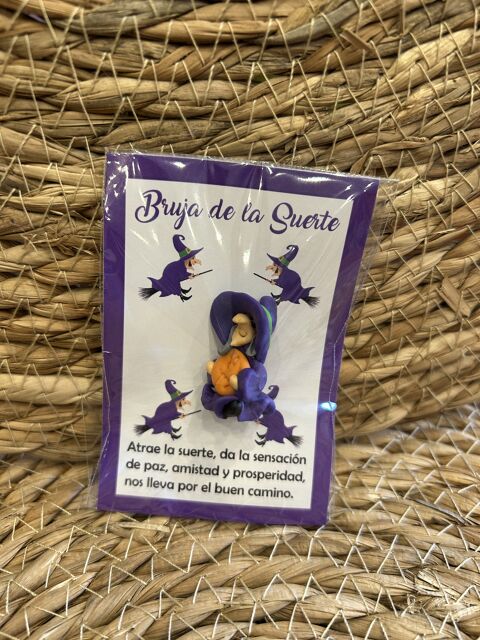 Bruja de la Suerte
Atrae la suerte, da la sensación
de paz, amistad y prosperidad,
nos lleva por el buen camino.